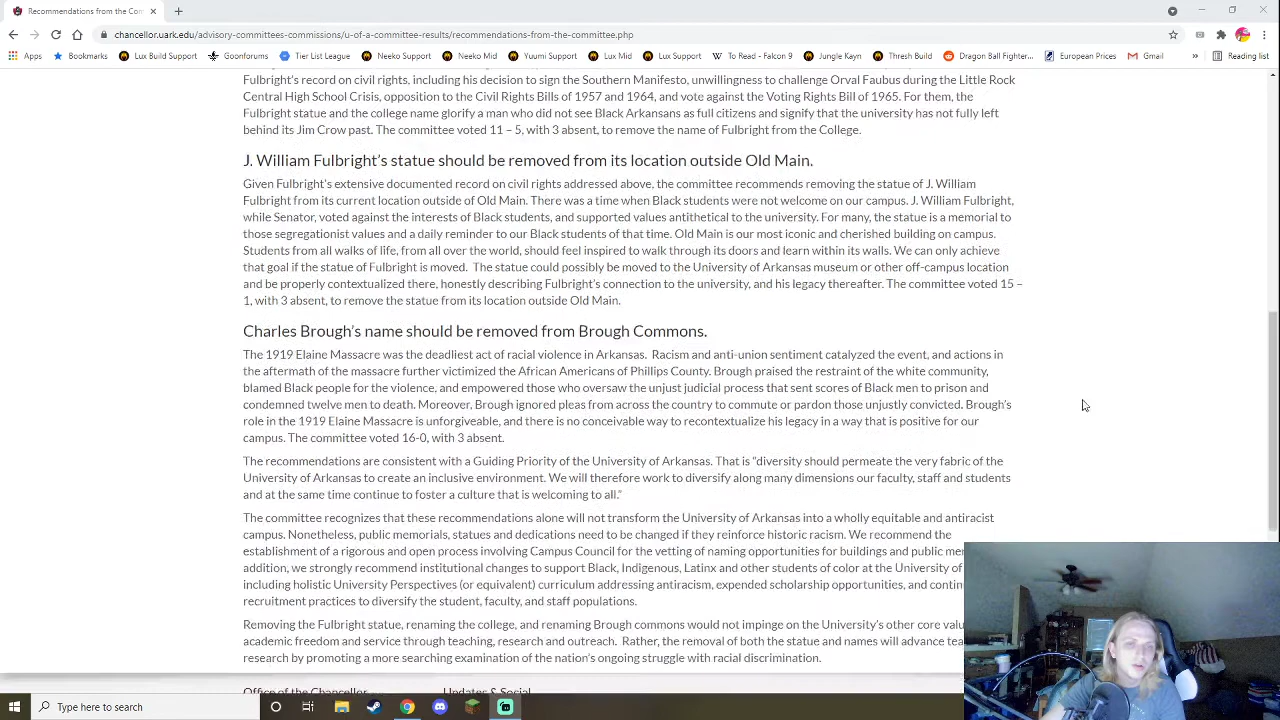 Recommendations from the Com
chancellor.uark.edu/advisory-committees-commissions/u-of-a-committee-results/recommendations-from-the-committee.php
Apps Bookmarks Lux Build Support Goonforums Tier List League Neeko Support Neeko Mid Yuumi Support Lux Mid Lux Support To Read - Falcon 9 Jungle Kayn Thresh Build Dragon Ball Fighter... European Prices Gmail » Reading list
Fulbright's record on civil rights, including his decision to sign the Southern Manifesto, unwillingness to challenge Orval Faubus during the Little Rock
Central High School Crisis, opposition to the Civil Rights Bills of 1957 and 1964, and vote against the Voting Rights Bill of 1965. For them, the
Fulbright statue and the college name glorify a man who did not see Black Arkansans as full citizens and signify that the university has not fully left
behind its Jim Crow past. The committee voted 11 – 5, with 3 absent, to remove the name of Fulbright from the College.
J. William Fulbright's statue should be removed from its location outside Old Main.
Given Fulbright's extensive documented record on civil rights addressed above, the committee recommends removing the statue of J. William
Fulbright from its current location outside of Old Main. There was a time when Black students were not welcome on our campus. J. William Fulbright,
while Senator, voted against the interests of Black students, and supported values antithetical to the university. For many, the statue is a memorial to
those segregationist values and a daily reminder to our Black students of that time. Old Main is our most iconic and cherished building on campus.
Students from all walks of life, from all over the world, should feel inspired to walk through its doors and learn within its walls. We can only achieve
that goal if the statue of Fulbright is moved. The statue could possibly be moved to the University of Arkansas museum or other off-campus location
and be properly contextualized there, honestly describing Fulbright's connection to the university, and his legacy thereafter. The committee voted 15 –
1, with 3 absent, to remove the statue from its location outside Old Main.
Charles Brough's name should be removed from Brough Commons.
The 1919 Elaine Massacre was the deadliest act of racial violence in Arkansas. Racism and anti-union sentiment catalyzed the event, and actions in
the aftermath of the massacre further victimized the African Americans of Phillips County. Brough praised the restraint of the white community,
blamed Black people for the violence, and empowered those who oversaw the unjust judicial process that sent scores of Black men to prison and
condemned twelve men to death. Moreover, Brough ignored pleas from across the country to commute or pardon those unjustly convicted. Brough's
role in the 1919 Elaine Massacre is unforgiveable, and there is no conceivable way to recontextualize his legacy in a way that is positive for our
campus. The committee voted 16-0, with 3 absent.
The recommendations are consistent with a Guiding Priority of the University of Arkansas. That is “diversity should permeate the very fabric of the
University of Arkansas to create an inclusive environment. We will therefore work to diversify along many dimensions our faculty, staff and students
and at the same time continue to foster a culture that is welcoming to all.”
The committee recognizes that these recommendations alone will not transform the University of Arkansas into a wholly equitable and antiracist
campus. Nonetheless, public memorials, statues and dedications need to be changed if they reinforce historic racism. We recommend the
establishment of a rigorous and open process involving Campus Council for the vetting of naming opportunities for buildings and public me
addition, we strongly recommend institutional changes to support Black, Indigenous, Latinx and other students of color at the University of
including holistic University Perspectives (or equivalent) curriculum addressing antiracism, expended scholarship opportunities, and contin
recruitment practices to diversify the student, faculty, and staff populations.
Removing the Fulbright statue, renaming the college, and renaming Brough commons would not impinge on the University's other core valu
academic freedom and service through teaching, research and outreach. Rather, the removal of both the statue and names will advance tea
research by promoting a more searching examination of the nation's ongoing struggle with racial discrimination.
Office of the Chancellor Updates & Social
Type here to search